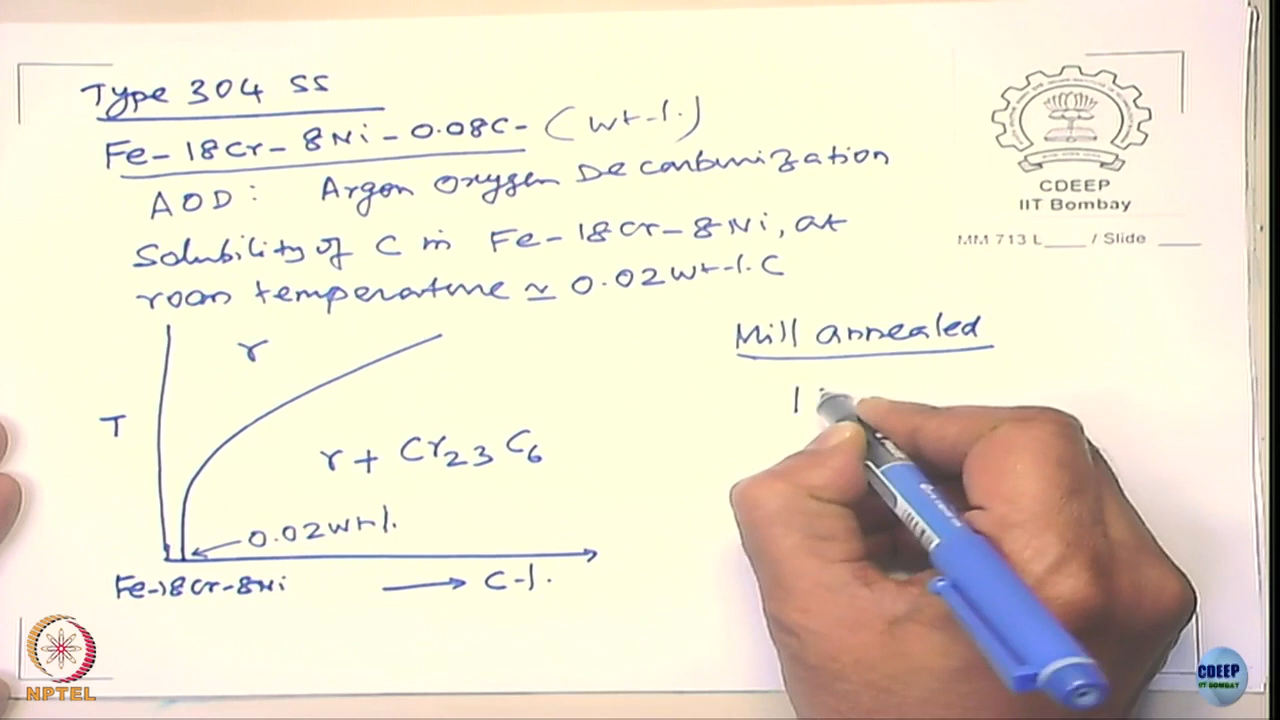 Type 304 SS
Fe-18Cr-8Ni-0.08C- (wt-%)
AOD: Argon Oxygen Decarbonization
Solubility of C in Fe-18Cr-8Ni, at
room temperature ≃ 0.02wt-% C
CDEEP
IIT Bombay
MM 713 L____ / Slide ____
Mill annealed
1
γ
T
γ + Cr23C6
0.02wt%
Fe-18Cr-8Ni → C-%
NPTEL
CDEEP
IIT BOMBAY